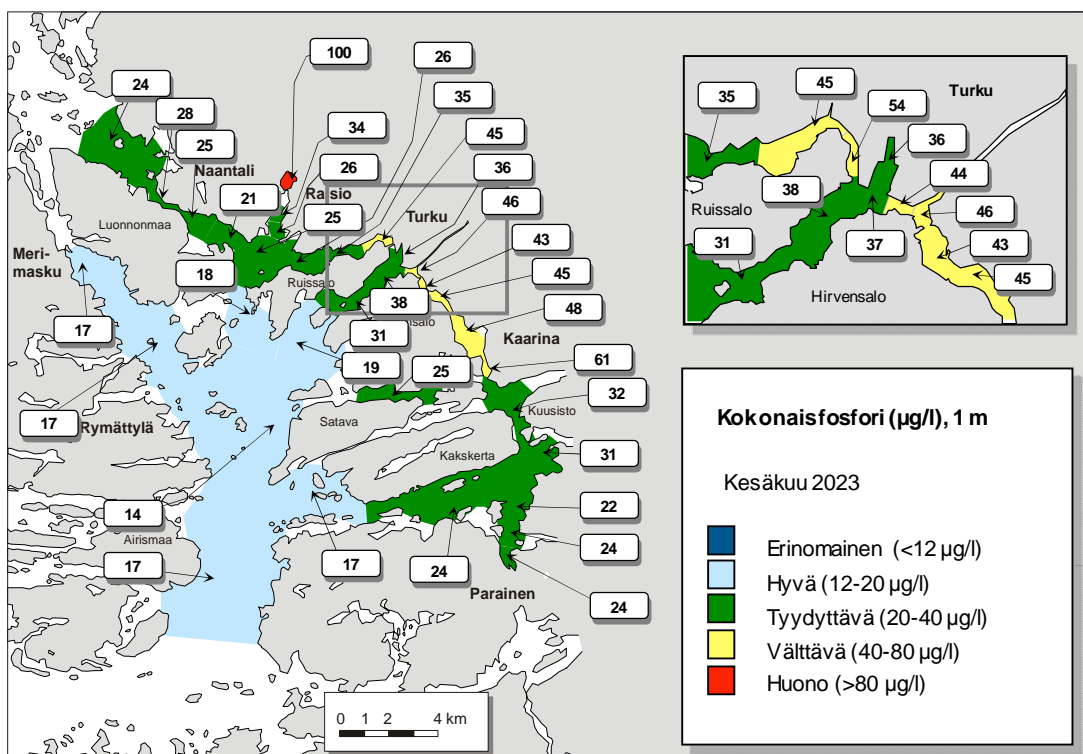 100
26
24
35
28
34
45
25
Naantali
26
Raisio
36
21
25
Turku
46
Luonnonmaa
43
Meri-
masku
18
Ruissalo
45
38
nsalo
48
17
31
Kaarina
19
25
61
17
Rymättylä
Satava
Kuusisto
32
Kakskerta
31
14
22
Airismaa
17
17
24
24
Parainen
24
0 1 2 4 km
45
Turku
35
54
36
38
44
Ruissalo
46
31
37
43
45
Hirvensalo
Kokonaisfosfori (µg/l), 1 m
Kesäkuu 2023
Erinomainen (<12 µg/l)
Hyvä (12-20 µg/l)
Tyydyttävä (20-40 µg/l)
Välttävä (40-80 µg/l)
Huono (>80 µg/l)